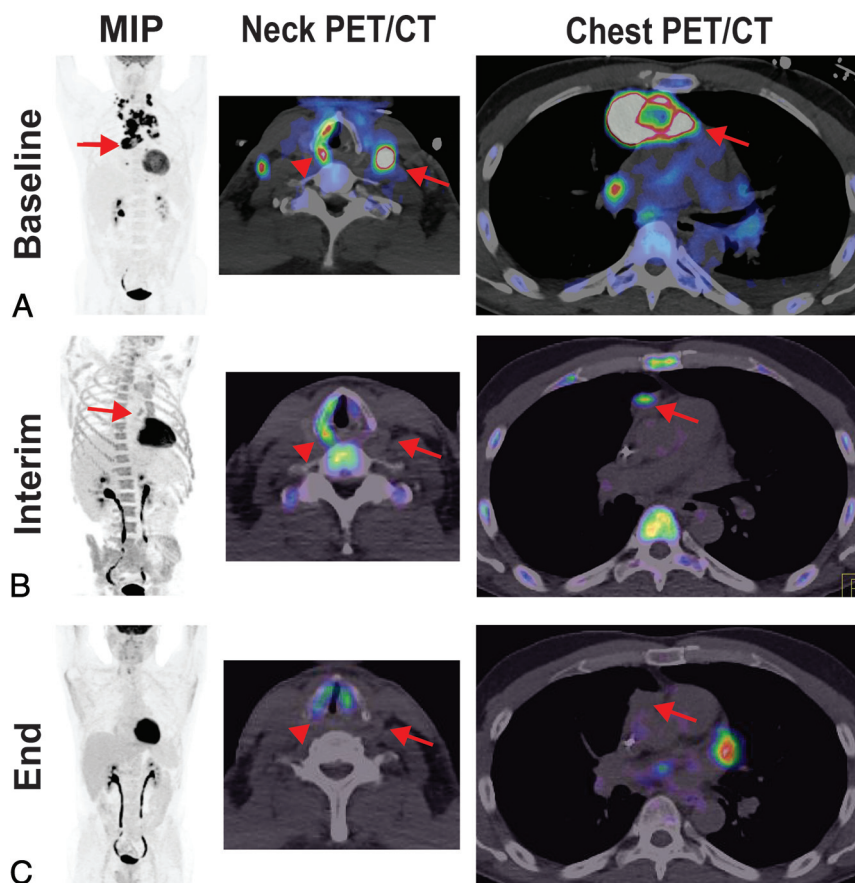 MIP
Neck PET/CT
Chest PET/CT
Baseline
A
Interim
B
End
C